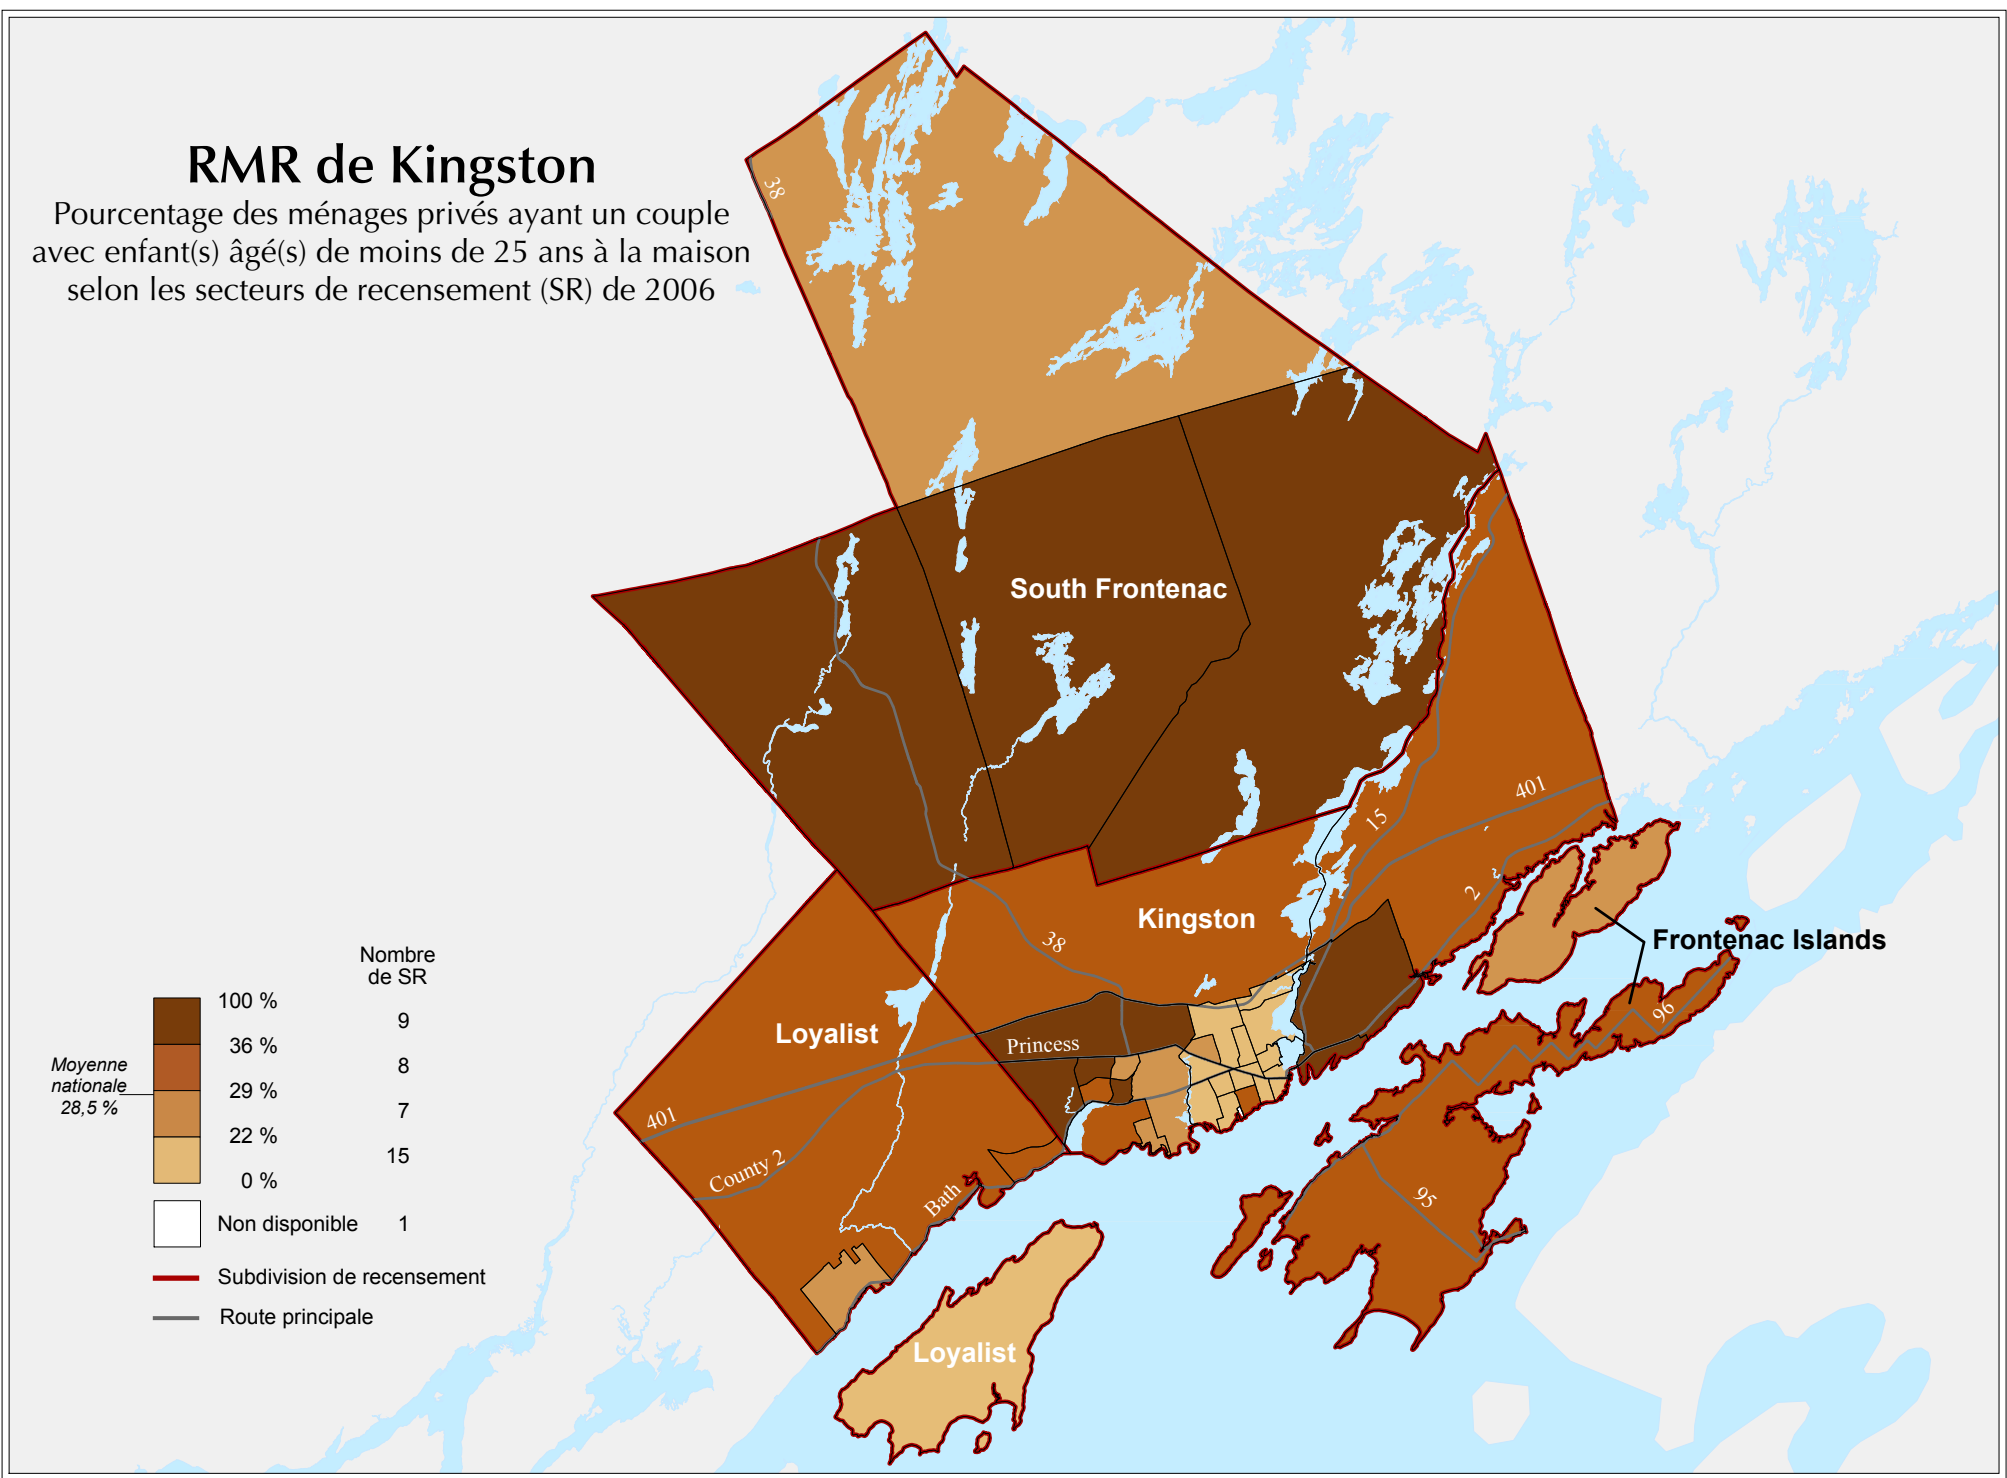 RMR de Kingston
Pourcentage des ménages privés ayant un couple
avec enfant(s) âgé(s) de moins de 25 ans à la maison
selon les secteurs de recensement (SR) de 2006
38
South Frontenac
401
15
2
Kingston
38
Frontenac Islands
96
Loyalist
Princess
401
County 2
Bath
95
Loyalist
Nombre
de SR
100 %
9
36 %
8
29 %
7
22 %
15
0 %
Moyenne
nationale
28,5 %
Non disponible 1
Subdivision de recensement
Route principale